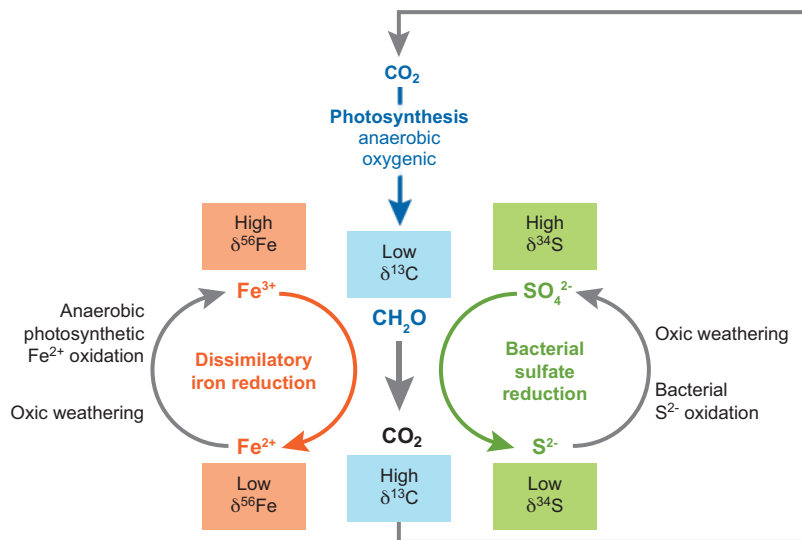 CO₂
Photosynthesis
anaerobic
oxygenic
High
δ⁵⁶Fe
Low
δ¹³C
High
δ³⁴S
Fe³⁺
CH₂O
SO₄²⁻
Anaerobic
photosynthetic
Fe²⁺ oxidation
Oxic weathering
Dissimilatory
iron reduction
Bacterial
sulfate
reduction
Oxic weathering
Bacterial
S²⁻ oxidation
Fe²⁺
CO₂
S²⁻
Low
δ⁵⁶Fe
High
δ¹³C
Low
δ³⁴S